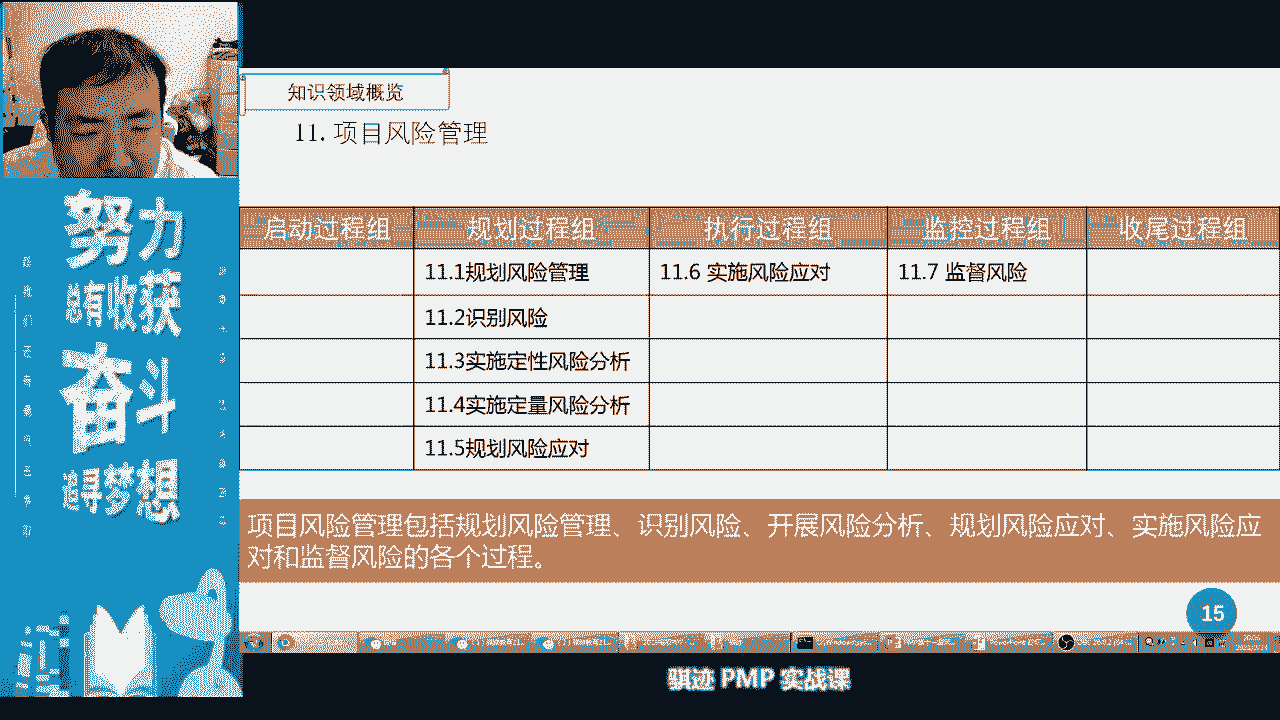 知识领域概览
11. 项目风险管理
努力
总有收获
奋斗
追寻梦想
启动过程组 规划过程组 执行过程组 监控过程组 收尾过程组
11.1规划风险管理 11.6 实施风险应对 11.7 监督风险
11.2识别风险
11.3实施定性风险分析
11.4实施定量风险分析
11.5规划风险应对
项目风险管理包括规划风险管理、识别风险、开展风险分析、规划风险应对、实施风险应
对和监督风险的各个过程。
15
骐迹 PMP 实战课